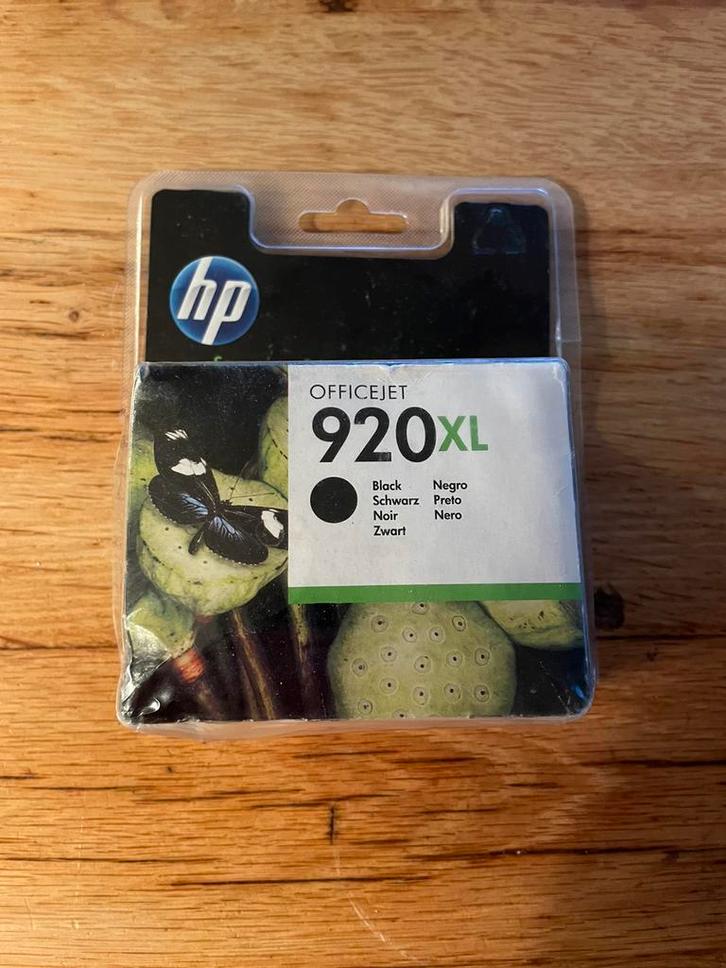 hp
OFFICEJET
920XL
Black Negro
Schwarz Preto
Noir Nero
Zwart